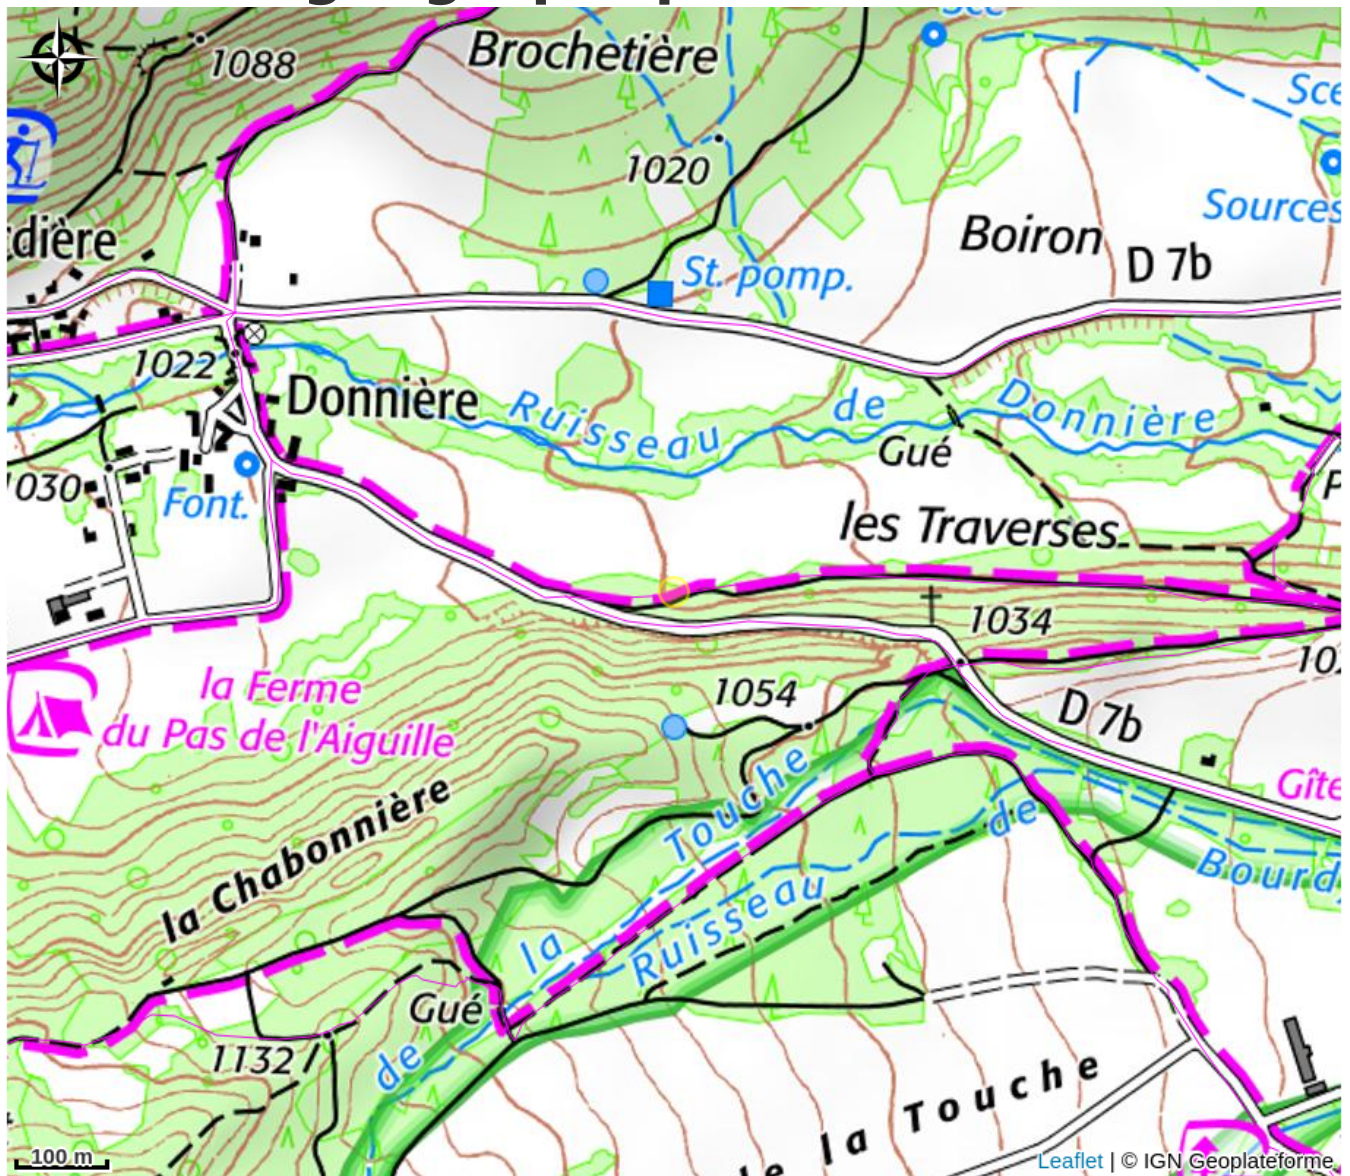 Brochetière
1088
Sce
1020
Sources
Boiron
D 7b
dière
St. pomp.
1022
Donnière
Ruisseau
de
Donnière
Gué
1030
Font.
les Traverses
1034
la Ferme
du Pas de l'Aiguille
1054
D 7b
Gîte
la Chabonnière
Touche
de
Bourd
la
Ruisseau
Gué
de
1132
la Touche
100 m
Leaflet | © IGN Geoplateforme